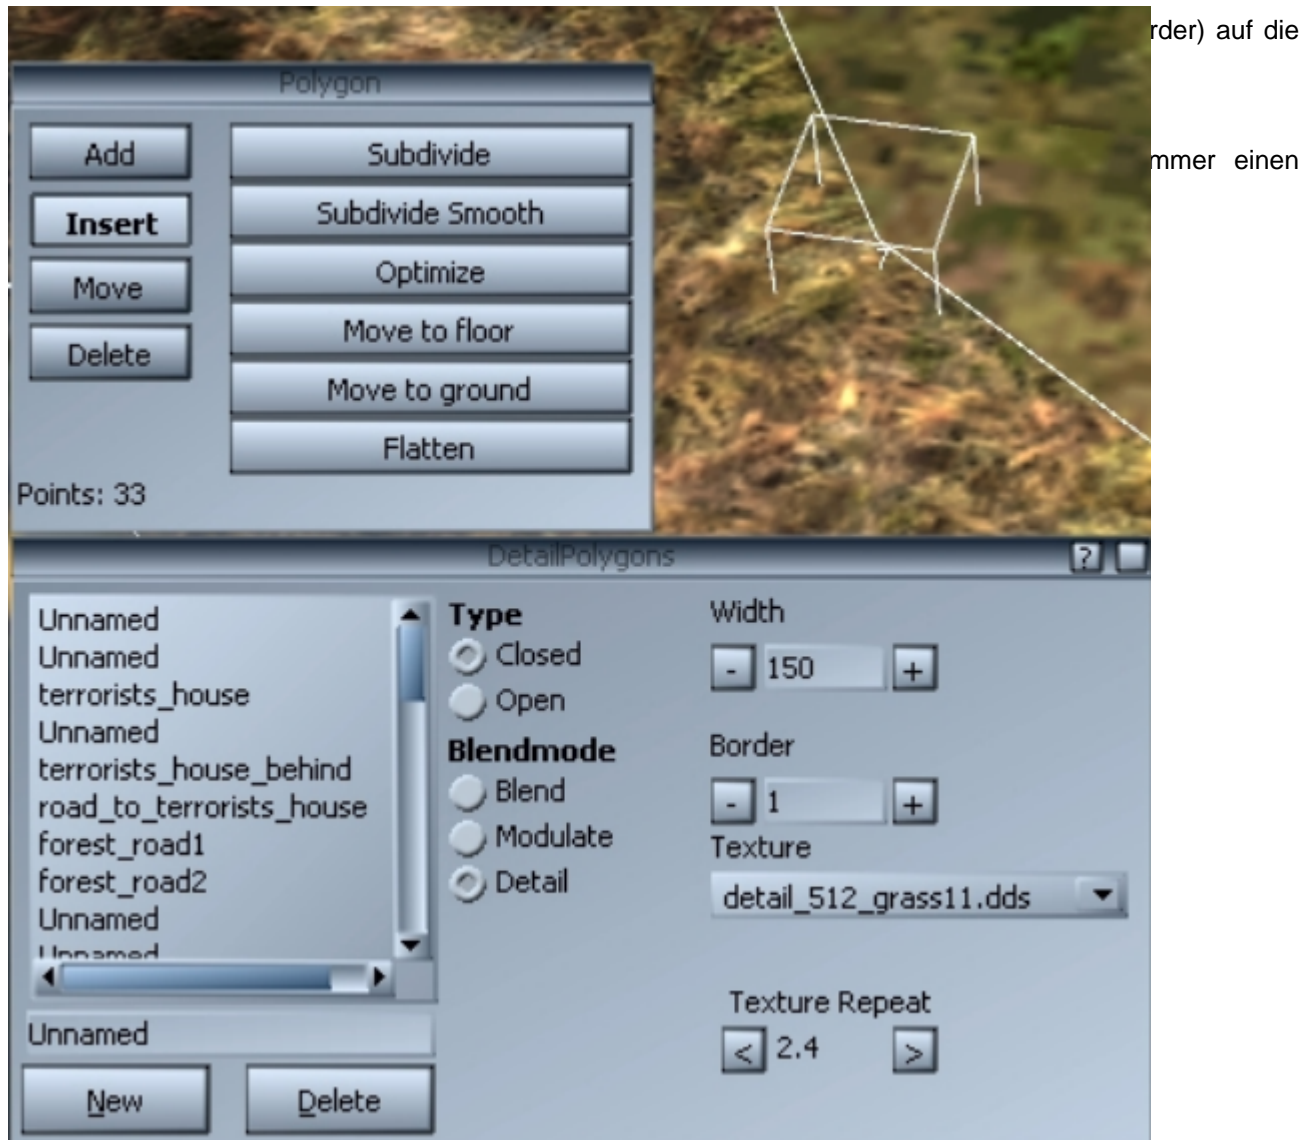 rder) auf die
mmer einen
Polygon
Add
Insert
Move
Delete
Subdivide
Subdivide Smooth
Optimize
Move to floor
Move to ground
Flatten
Points: 33
DetailPolygons
?
Unnamed
Unnamed
terrorists_house
Unnamed
terrorists_house_behind
road_to_terrorists_house
forest_road1
forest_road2
Unnamed
Unnamed
Unnamed
New
Delete
Type
Closed
Open
Blendmode
Blend
Modulate
Detail
Width
- 150 +
Border
- 1 +
Texture
detail_512_grass11.dds
Texture Repeat
< 2.4 >